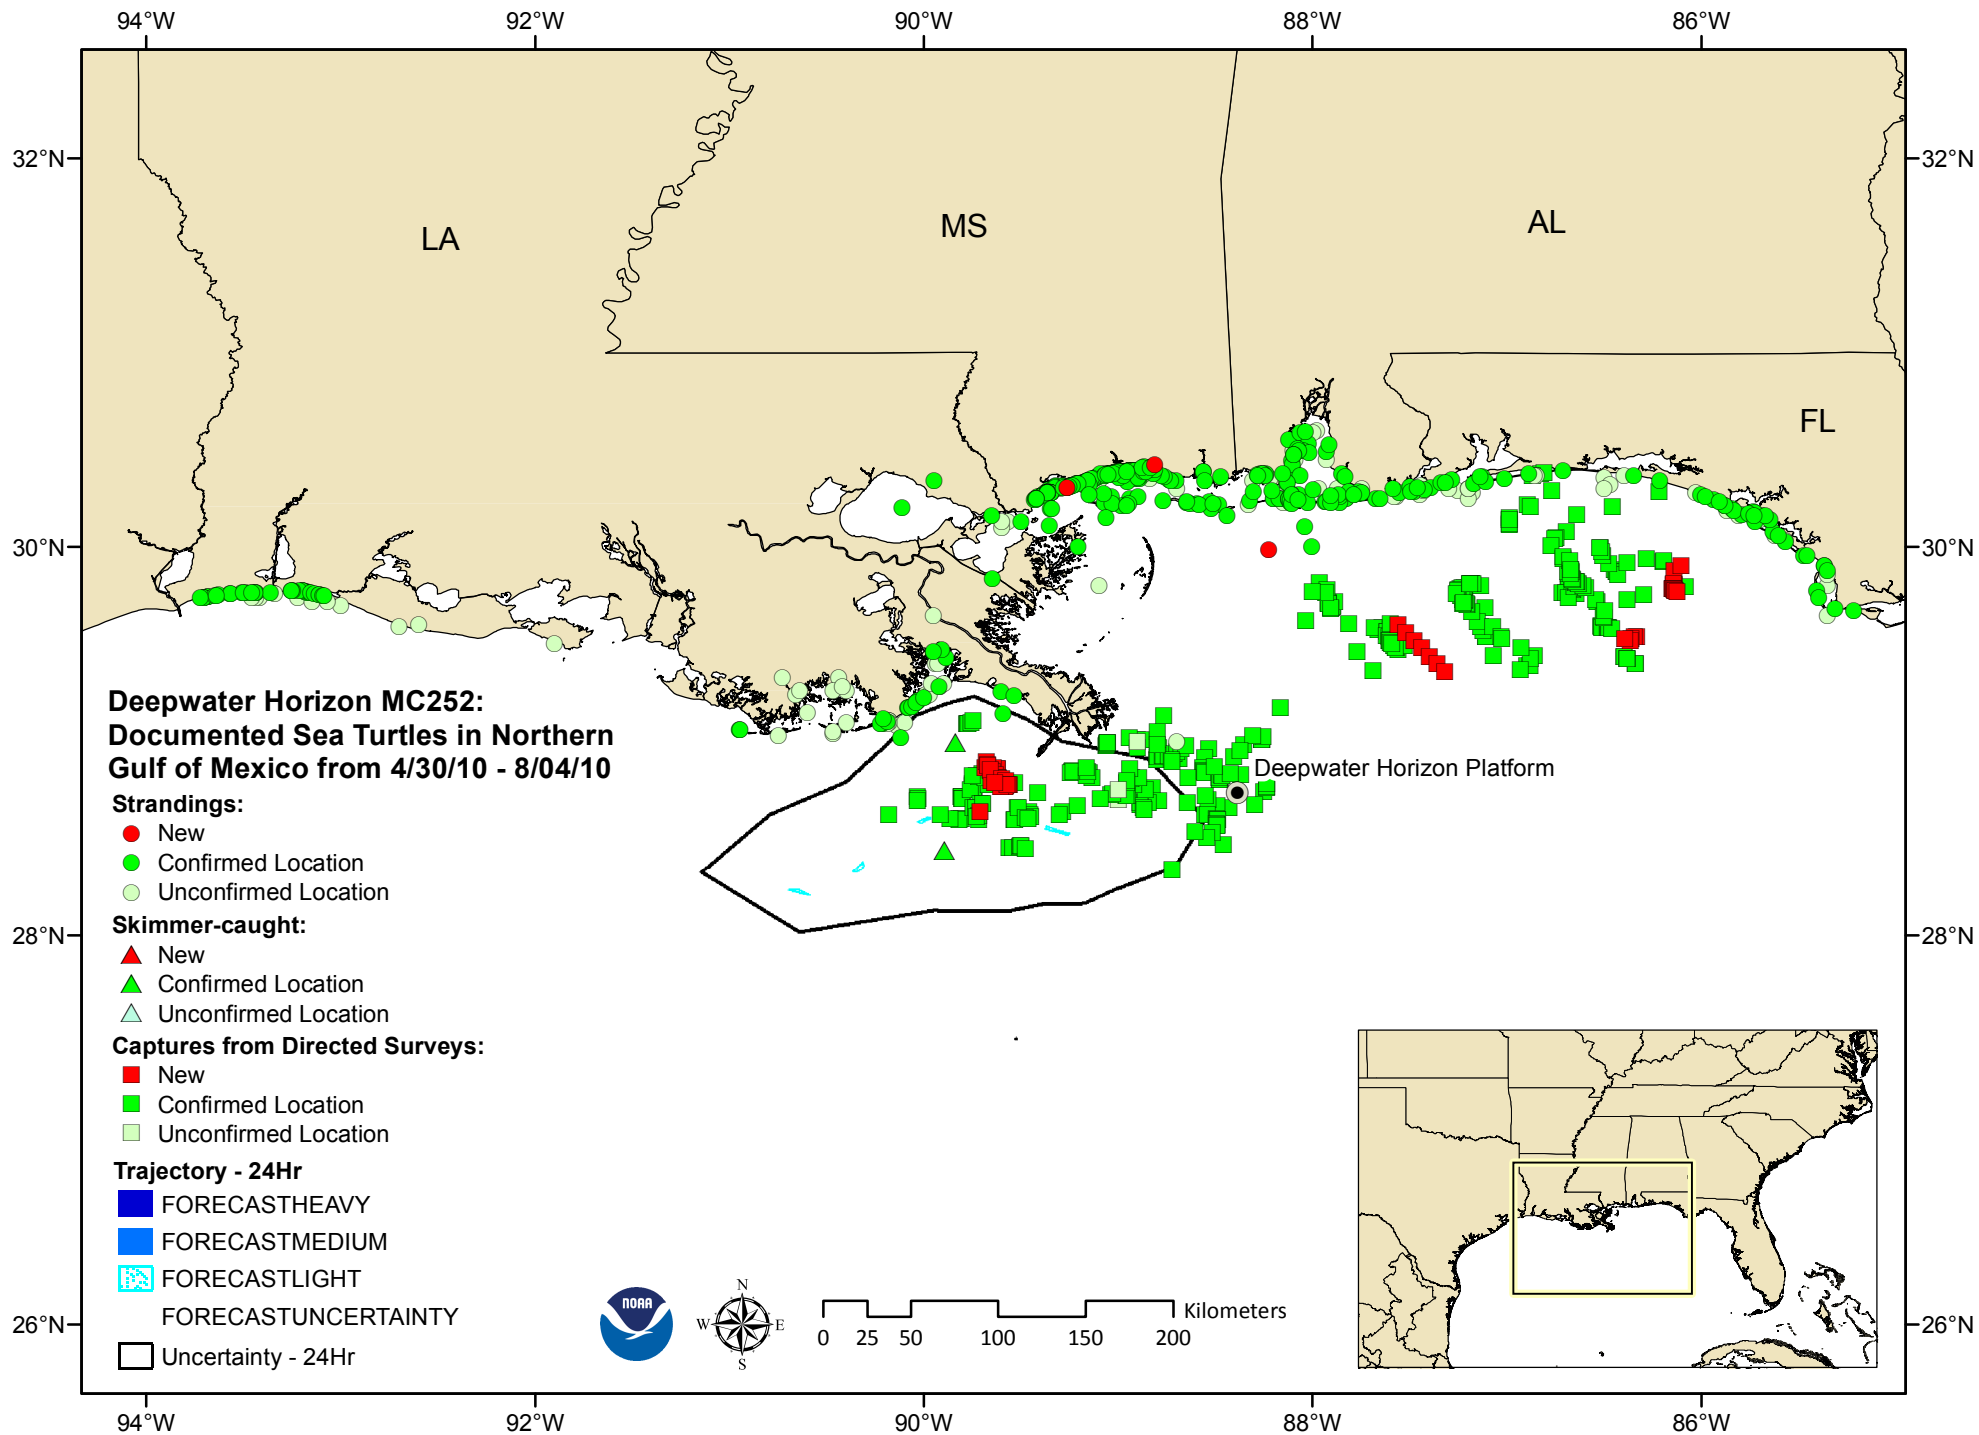 94°W 92°W 90°W 88°W 86°W
32°N 32°N
LA MS AL
FL
30°N 30°N
Deepwater Horizon MC252:
Documented Sea Turtles in Northern
Gulf of Mexico from 4/30/10 - 8/04/10
Deepwater Horizon Platform
Strandings:
New
Confirmed Location
Unconfirmed Location
Skimmer-caught:
28°N 28°N
New
Confirmed Location
Unconfirmed Location
Captures from Directed Surveys:
New
Confirmed Location
Unconfirmed Location
Trajectory - 24Hr
FORECASTHEAVY
FORECASTMEDIUM
FORECASTLIGHT
FORECASTUNCERTAINTY
Uncertainty - 24Hr
NOAA
N
W E
S
Kilometers
0 25 50 100 150 200
26°N 26°N
94°W 92°W 90°W 88°W 86°W